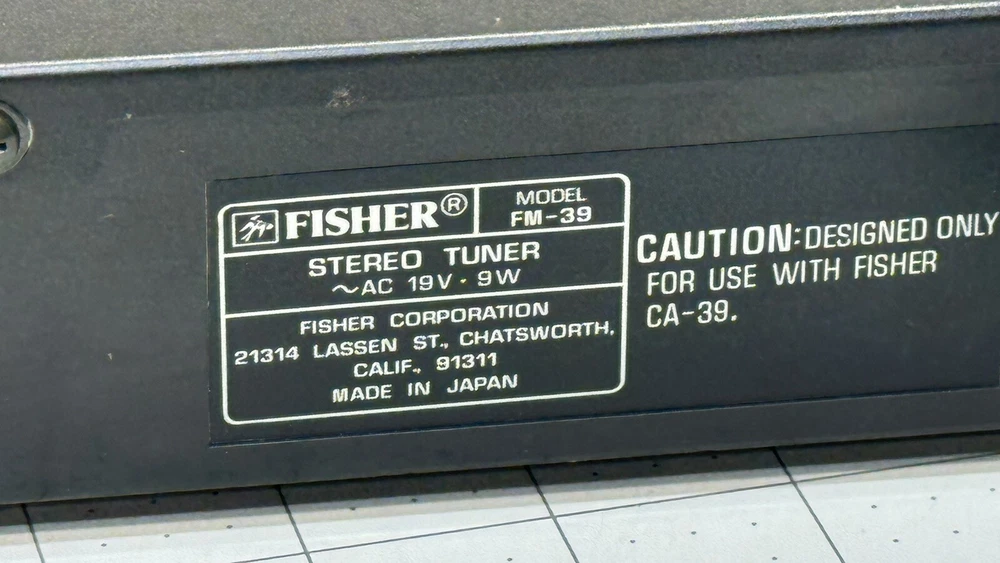 FISHER®
MODEL
FM-39
STEREO TUNER
~AC 19V · 9W
FISHER CORPORATION
21314 LASSEN ST., CHATSWORTH,
CALIF., 91311
MADE IN JAPAN
CAUTION: DESIGNED ONLY
FOR USE WITH FISHER
CA-39.